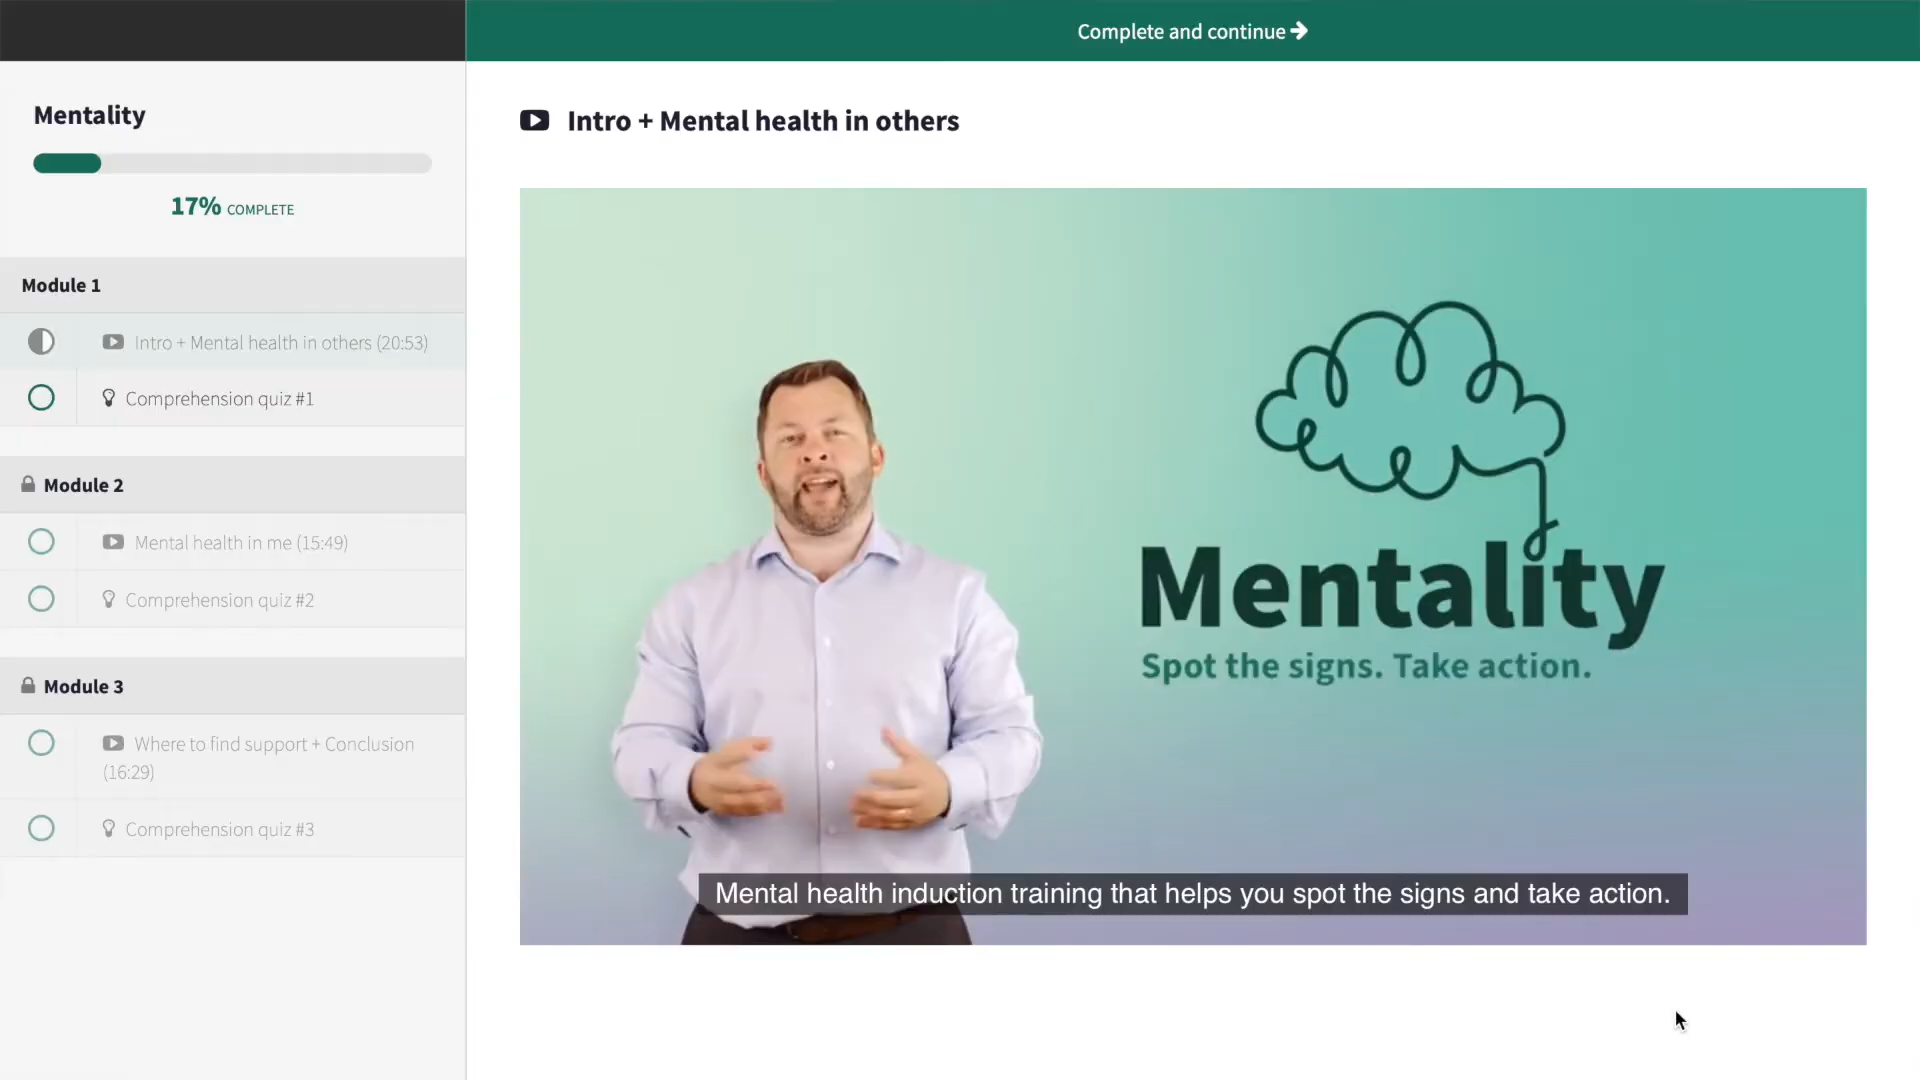 Complete and continue
Mentality
17% COMPLETE
Module 1
Intro + Mental health in others (20:53)
Comprehension quiz #1
Module 2
Mental health in me (15:49)
Comprehension quiz #2
Module 3
Where to find support + Conclusion
(16:29)
Comprehension quiz #3
Intro + Mental health in others
Mentality
Spot the signs. Take action.
Mental health induction training that helps you spot the signs and take action.